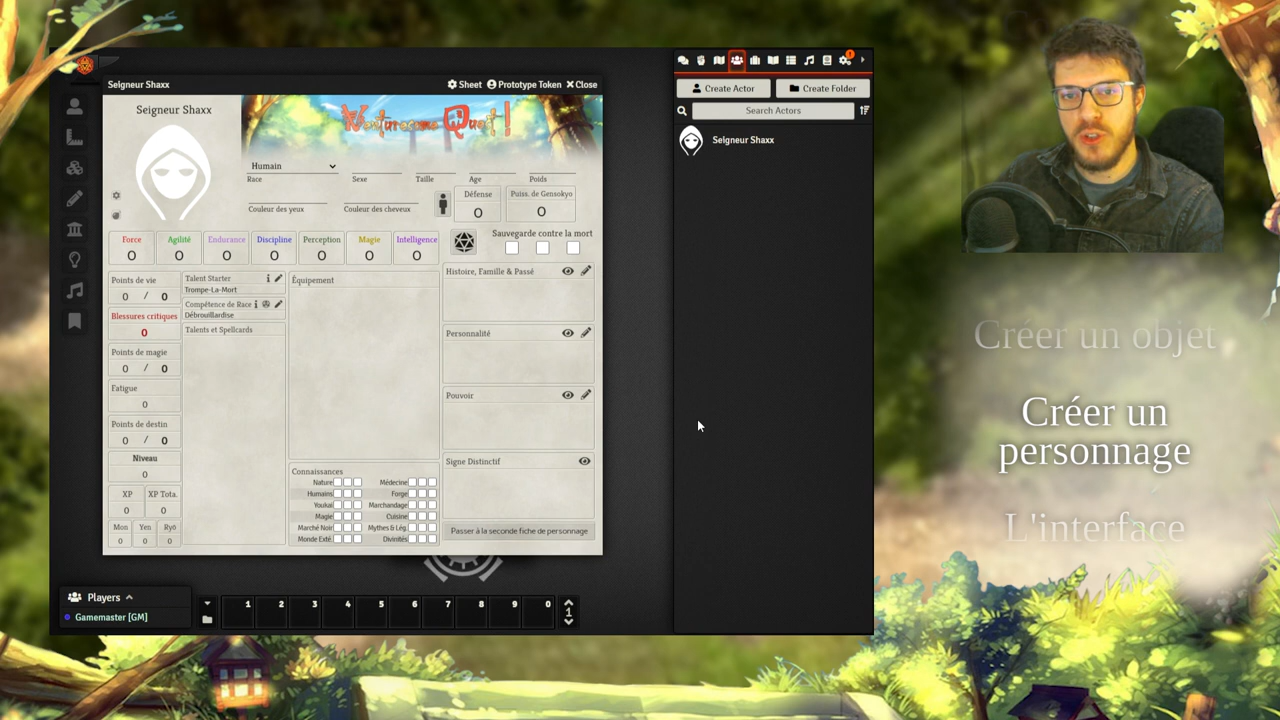 Seigneur Shaxx
Sheet
Prototype Token
Close
Seigneur Shaxx
Venturesome Quest !
Humain
Race
Sexe
Taille
Age
Poids
Couleur des yeux
Couleur des cheveux
Défense
0
Puiss. de Gensokyo
0
Force
0
Agilité
0
Endurance
0
Discipline
0
Perception
0
Magie
0
Intelligence
0
Sauvegarde contre la mort
Points de vie
0 / 0
Blessures critiques
0
Points de magie
0 / 0
Fatigue
0
Points de destin
0 / 0
Niveau
0
XP
0
XP Tota.
0
Mon
0
Yen
0
Ryō
0
Talent Starter
Trompe-La-Mort
Compétence de Race
Débrouillardise
Talents et Spellcards
Équipement
Connaissances
Nature
Médecine
Humains
Forge
Youkai
Marchandage
Magie
Cuisine
Marché Noir
Mythes & Lég.
Monde Exté.
Divinités
Histoire, Famille & Passé
Personnalité
Pouvoir
Signe Distinctif
Passer à la seconde fiche de personnage
Players
Gamemaster [GM]
1
2
3
4
5
6
7
8
9
0
1
1
Create Actor
Create Folder
Search Actors
Seigneur Shaxx
Créer un objet
Créer un
personnage
L'interface